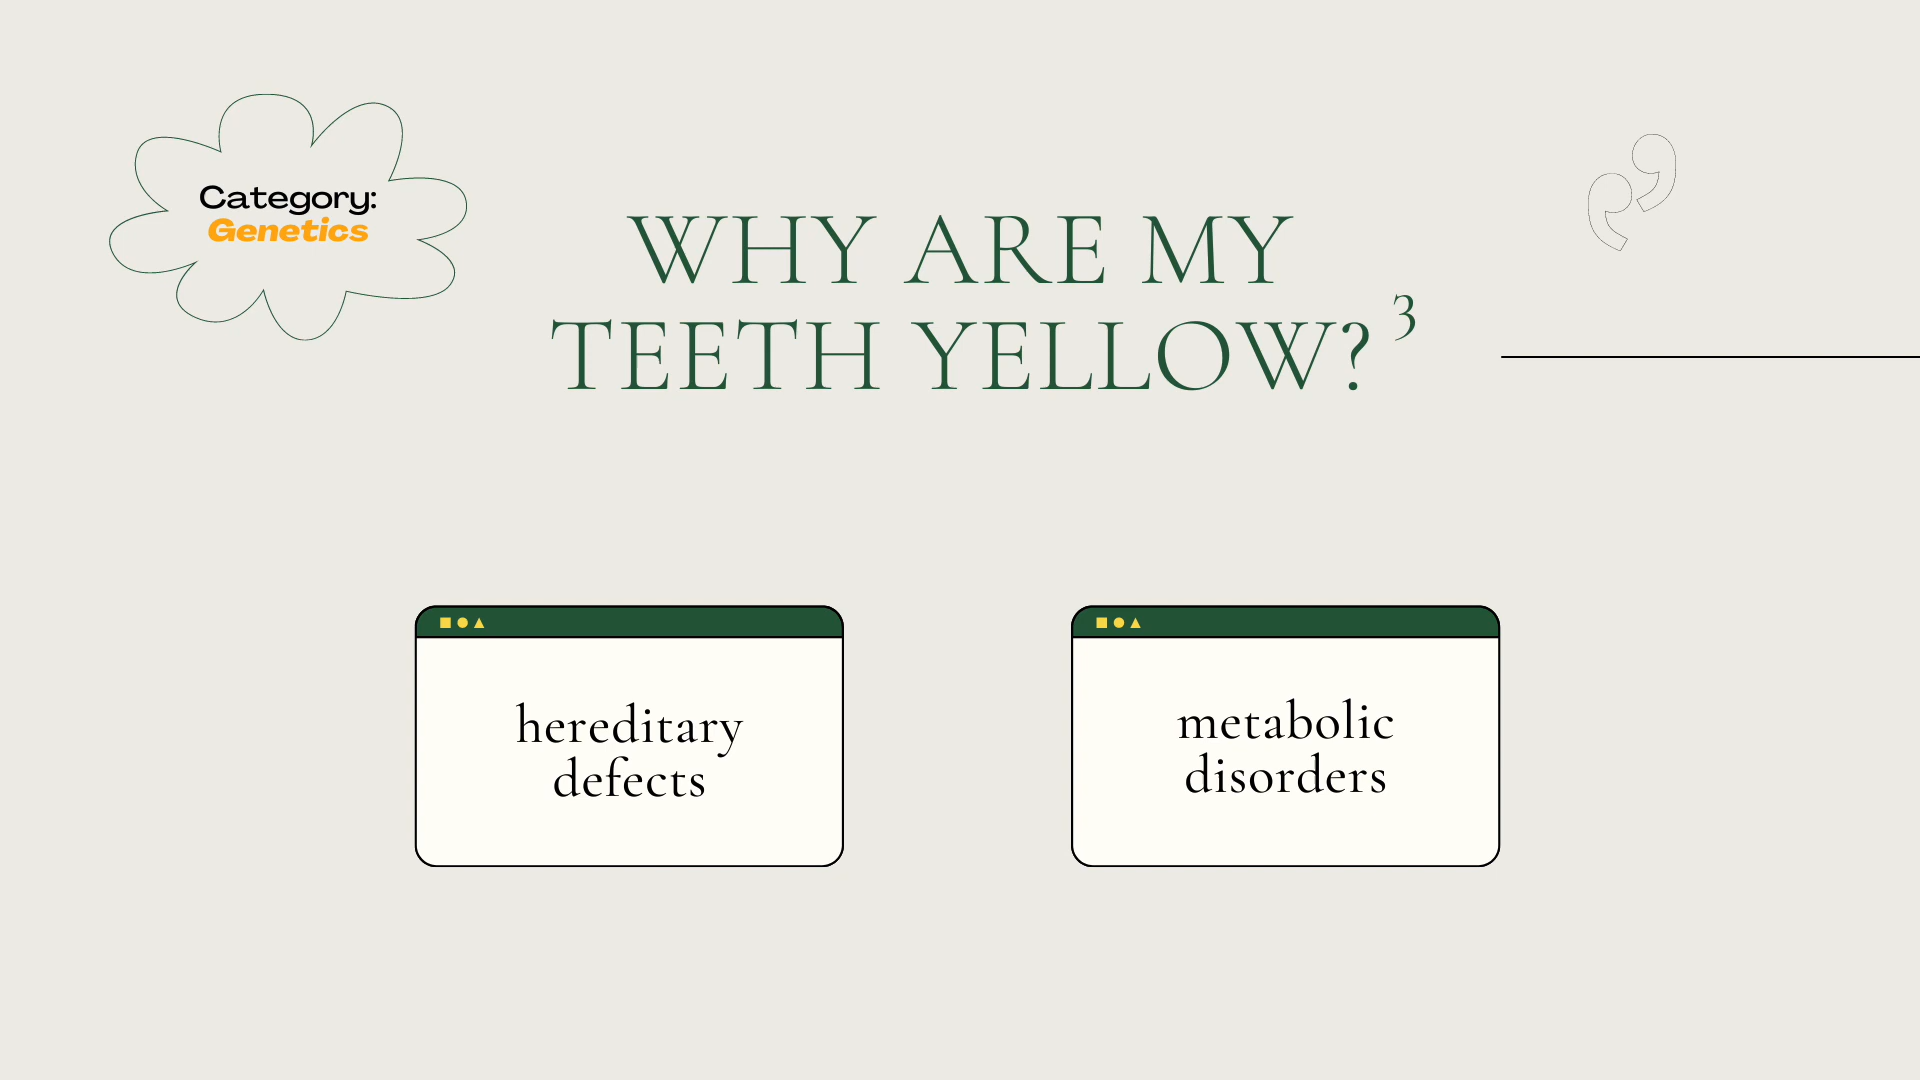 Category:
Genetics
WHY ARE MY
TEETH YELLOW? 3
hereditary
defects
metabolic
disorders